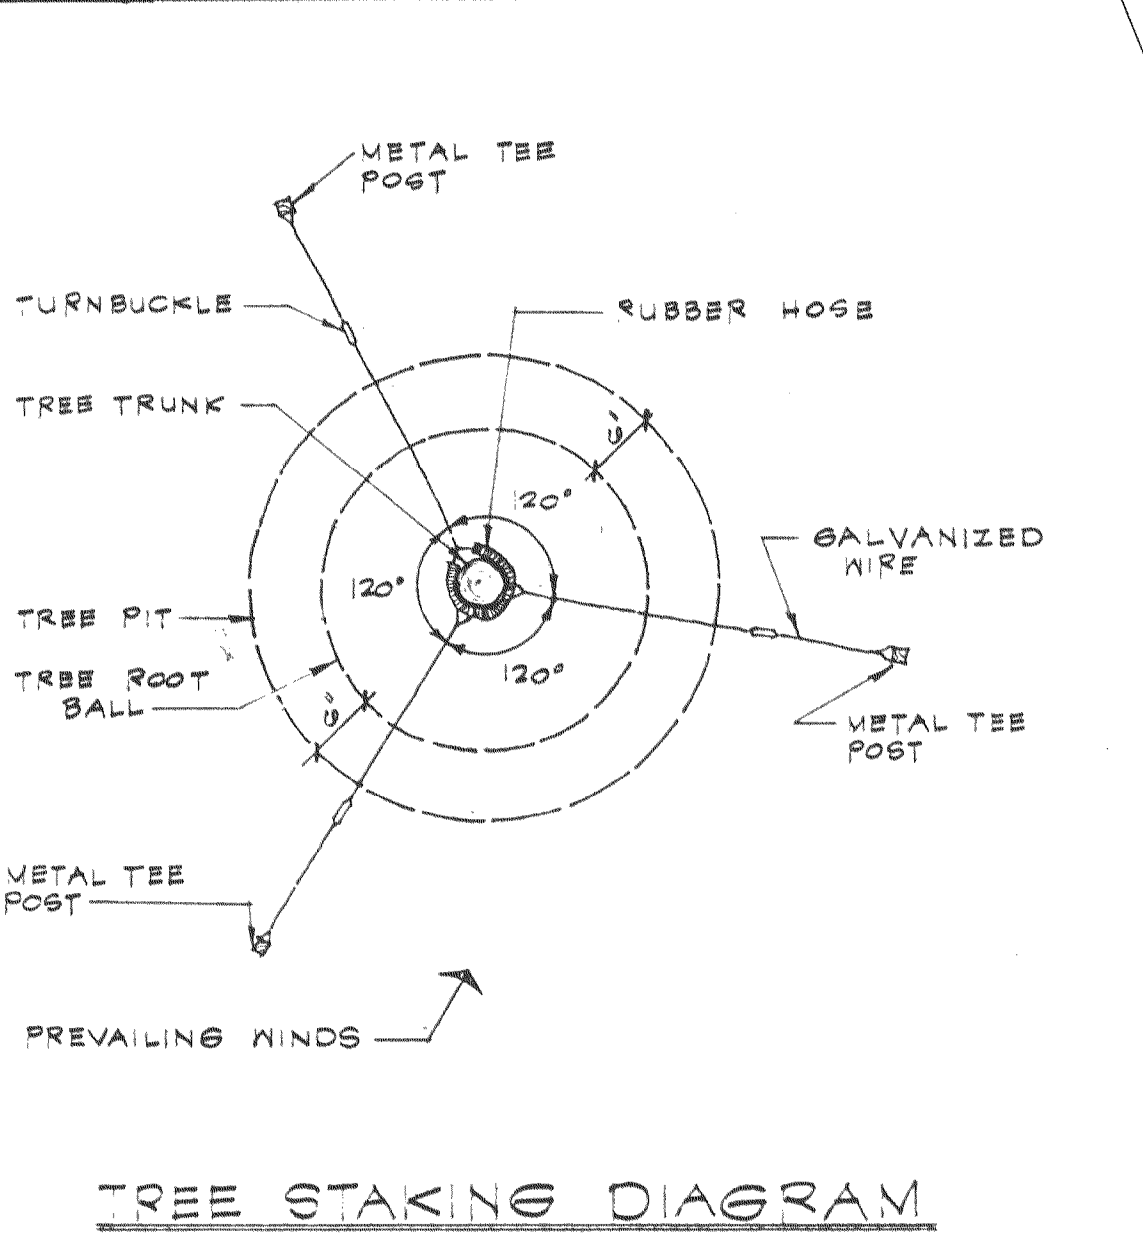 METAL TEE
POST
TURNBUCKLE
RUBBER HOSE
TREE TRUNK
6"
120°
GALVANIZED
WIRE
120°
TREE PIT
120°
TREE ROOT
BALL
6"
METAL TEE
POST
METAL TEE
POST
PREVAILING WINDS
TREE STAKING DIAGRAM